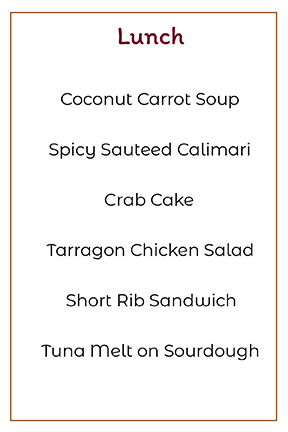 Lunch
Coconut Carrot Soup
Spicy Sauteed Calimari
Crab Cake
Tarragon Chicken Salad
Short Rib Sandwich
Tuna Melt on Sourdough